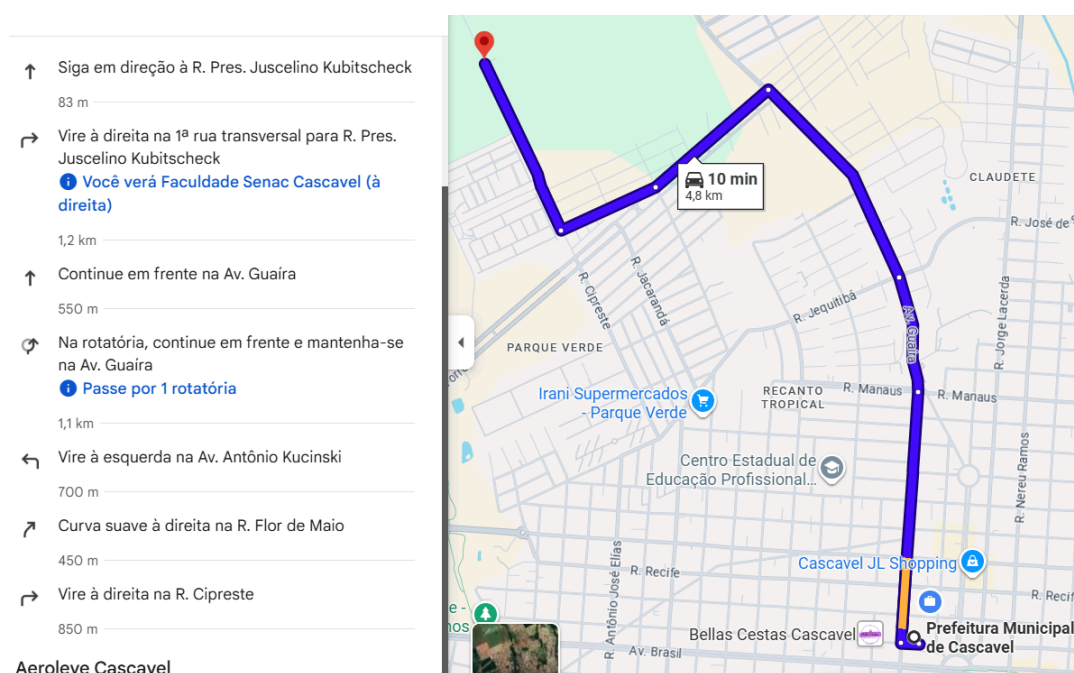 Siga em direção à R. Pres. Juscelino Kubitscheck
83 m
Vire à direita na 1ª rua transversal para R. Pres.
Juscelino Kubitscheck
Você verá Faculdade Senac Cascavel (à
direita)
1,2 km
Continue em frente na Av. Guaíra
550 m
Na rotatória, continue em frente e mantenha-se
na Av. Guaíra
Passe por 1 rotatória
1,1 km
Vire à esquerda na Av. Antônio Kucinski
700 m
Curva suave à direita na R. Flor de Maio
450 m
Vire à direita na R. Cipreste
850 m
Aeroleve Cascavel
10 min
4,8 km
CLAUDETE
R. José de
R. Jacarandá
R. Cipreste
R. Jequitibá
Av. Guaíra
R. Jorge Lacerda
PARQUE VERDE
Irani Supermercados
- Parque Verde
RECANTO
TROPICAL
R. Manaus
R. Manaus
Centro Estadual de
Educação Profissional...
R. Nereu Ramos
Cascavel JL Shopping
R. Antônio José Elías
R. Recife
R. Recif
Bellas Cestas Cascavel
Prefeitura Municipal
de Cascavel
Av. Brasil